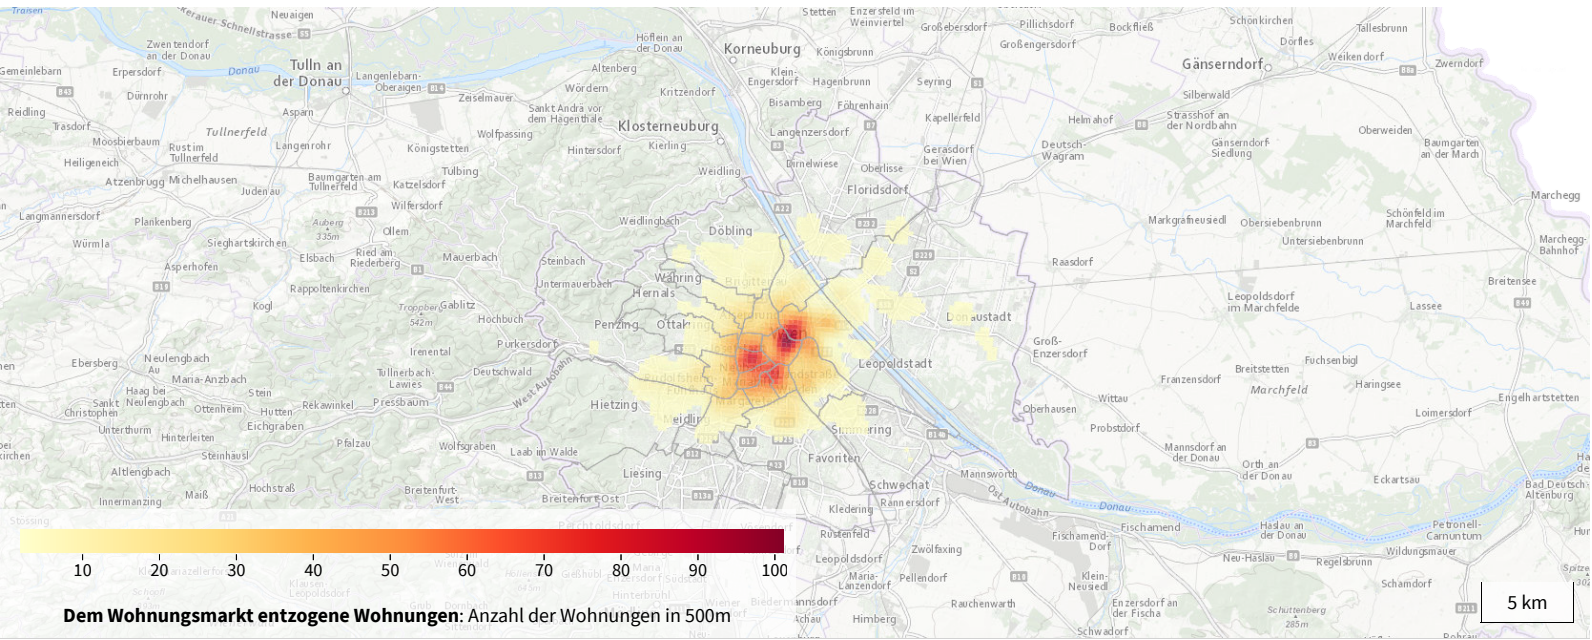 Traisen
Neuaigen
Stetten
Enzersfeld im
Weinviertel
Großebersdorf
Pillichsdorf
Bockfließ
Schönkirchen
Tallesbrunn
Zwentendorf
an der Donau
Höflein an
der Donau
Korneuburg
Königsbrunn
Großengersdorf
Dörfles
Weikendorf
Gänserndorf
Zwerndorf
Gemeinlebarn
Erpersdorf
Donau
Tulln an
der Donau
Langenlebarn-
Oberaigen
Altenberg
Klein-
Engersdorf
Hagenbrunn
Seyring
Dürnrohr
Zeiselmauer
Wördern
Kritzendorf
Silberwald
Reidling
Asparn
Sankt Andrä vor
dem Hagenthale
Bisamberg
Föhrenhain
Kapellerfeld
Helmahof
Strasshof an
der Nordbahn
Trasdorf
Tullnerfeld
Wolfpassing
Klosterneuburg
Langenzersdorf
Oberweiden
Moosbierbaum
Rust im
Tullnerfeld
Langenrohr
Königstetten
Hintersdorf
Kierling
Gerasdorf
bei Wien
Deutsch-
Wagram
Gänserndorf-
Siedlung
Baumgarten
an der March
Heiligeneich
Tulbing
Weidling
Dirnelwiese
Oberlisse
Atzenbrugg
Michelhausen
Judenau
Baumgarten am
Tullnerfeld
Katzelsdorf
Floridsdorf
Marchegg
Langmannersdorf
Plankenberg
Wilfersdorf
Weidlingbach
Markgrafneusiedl
Obersiebenbrunn
Schönfeld im
Marchfeld
Würmla
Sieghartskirchen
Auberg
335m
Ollern
Döbling
Untersiebenbrunn
Marchegg-
Bahnhof
Asperhofen
Elsbach
Ried am
Riederberg
Mauerbach
Steinbach
Raasdorf
Rappoltenkirchen
Untermauerbach
Währing
Hernals
Breitensee
Kogl
Troppberg
542m
Gablitz
Hochbuch
Penzing
Donaustadt
Leopoldsdorf
im Marchfelde
Lassee
Ebersberg
Neulengbach
Irenental
Purkersdorf
Groß-
Enzersdorf
Fuchsenbigl
Haag bei
Neulengbach
Maria-Anzbach
Tullnerbach-
Lawies
Deutschwald
Leopoldstadt
Breitstetten
Sankt
Christophen
Stein
Rekawinkel
Pressbaum
West Autobahn
Franzensdorf
Marchfeld
Haringsee
Ottenheim
Hutten
Eichgraben
Hietzing
Meidling
Simmering
Wittau
Oberhausen
Loimersdorf
Engelhartstetten
Unterthurm
Hinterleiten
Pfalzau
Wolfsgraben
Probstdorf
Steinhäusl
Laab im Walde
Favoriten
Mannsdorf an
der Donau
Altlengbach
Liesing
Mannswörth
Orth an
der Donau
Eckartsau
Innermanzing
Maiß
Hochstraß
Breitenfurt-
West
Breitenfurt-Ost
Schwechat
Rannersdorf
Ost Autobahn
Donau
Donau
Bad Deutsch-
Altenburg
Kledering
Rustenfeld
Fischamend
Haslau an
der Donau
Petronell-
Carnuntum
Fischamend-
Dorf
Zwölfaxing
Leopoldsdorf
Regelsbrunn
Neu-Haslau
Wildungsmauer
Maria-
Lanzendorf
Pellendorf
Klein-
Neusiedl
Scharndorf
Himberg
Rauchenwarth
Enzersdorf an
der Fischa
Schwadorf
Schüttenberg
285m
10 20 30 40 50 60 70 80 90 100
Dem Wohnungsmarkt entzogene Wohnungen: Anzahl der Wohnungen in 500m
5 km